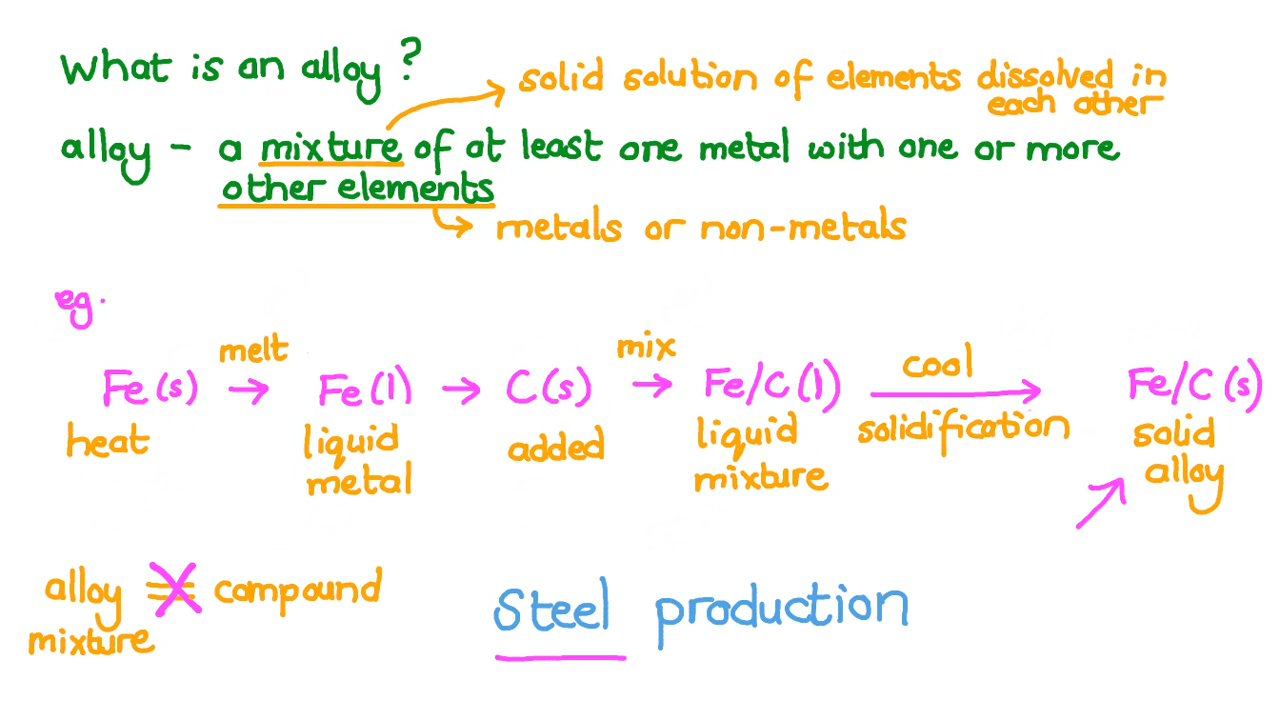 What is an alloy?
solid solution of elements dissolved in
each other
alloy - a mixture of at least one metal with one or more
other elements
metals or non-metals
eg.
melt mix cool
Fe(s) → Fe(l) → C(s) → Fe/C(l) → Fe/C(s)
heat liquid metal added liquid mixture solidification solid alloy
alloy = compound
mixture
Steel production